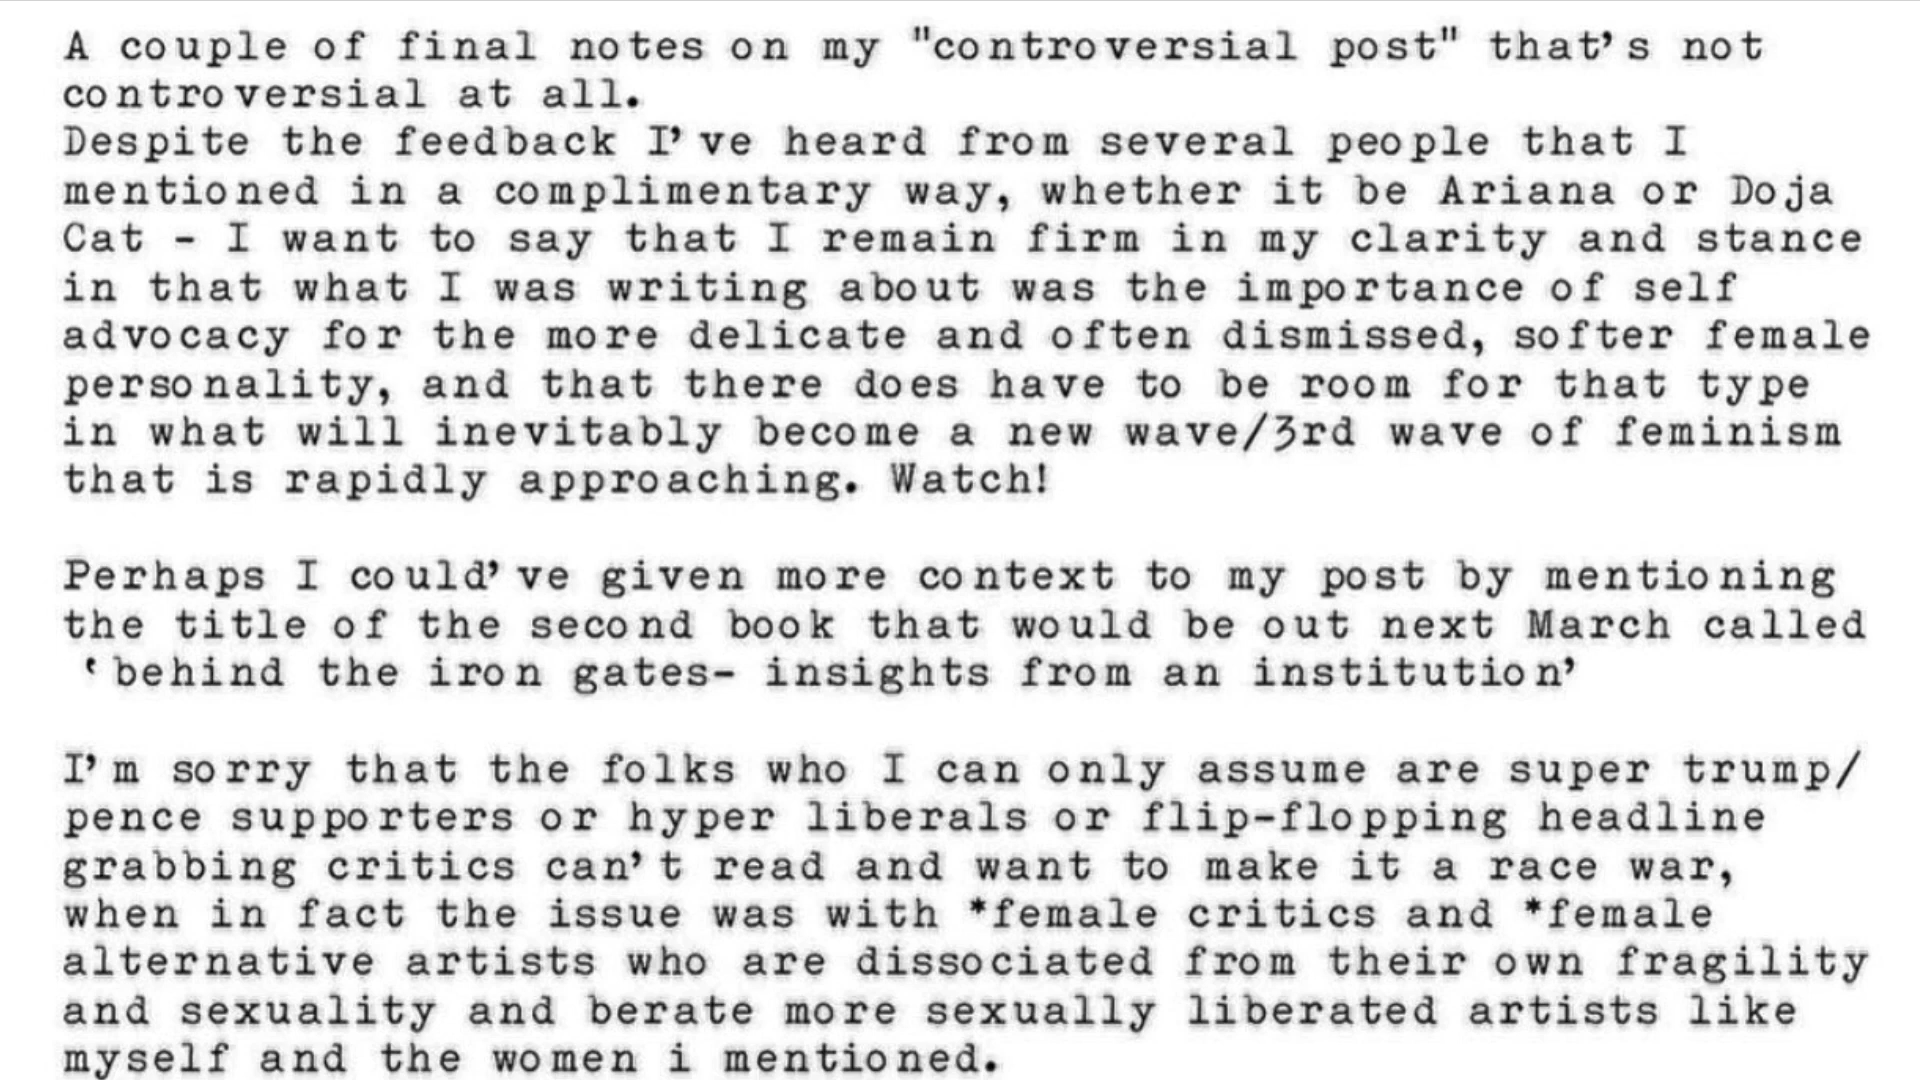 A couple of final notes on my "controversial post" that's not
controversial at all.
Despite the feedback I've heard from several people that I
mentioned in a complimentary way, whether it be Ariana or Doja
Cat - I want to say that I remain firm in my clarity and stance
in that what I was writing about was the importance of self
advocacy for the more delicate and often dismissed, softer female
personality, and that there does have to be room for that type
in what will inevitably become a new wave/3rd wave of feminism
that is rapidly approaching. Watch!
Perhaps I could've given more context to my post by mentioning
the title of the second book that would be out next March called
‘behind the iron gates- insights from an institution’
I'm sorry that the folks who I can only assume are super trump/
pence supporters or hyper liberals or flip-flopping headline
grabbing critics can't read and want to make it a race war,
when in fact the issue was with *female critics and *female
alternative artists who are dissociated from their own fragility
and sexuality and berate more sexually liberated artists like
myself and the women i mentioned.